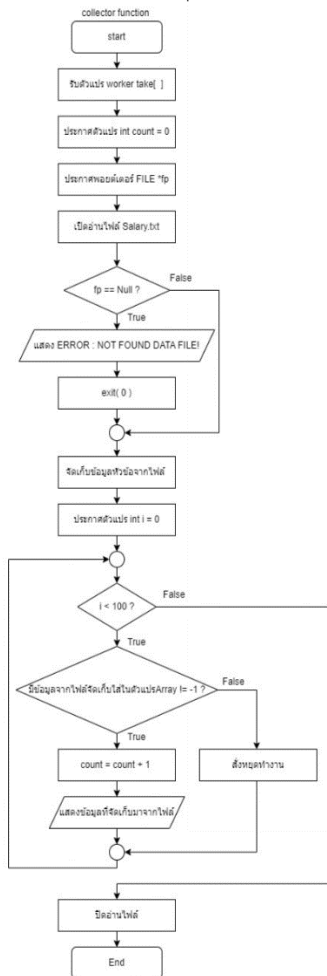 collector function
start
รับตัวแปร worker take[ ]
ประกาศตัวแปร int count = 0
ประกาศพอยต์เตอร์ FILE *fp
เปิดอ่านไฟล์ Salary.txt
fp == Null ?
False
True
แสดง ERROR : NOT FOUND DATA FILE!
exit( 0 )
จัดเก็บข้อมูลหัวข้อจากไฟล์
ประกาศตัวแปร int i = 0
i < 100 ?
False
True
มีข้อมูลจากไฟล์จัดเก็บใส่ในตัวแปรArray != -1 ?
False
True
count = count + 1
สั่งหยุดทำงาน
แสดงข้อมูลที่จัดเก็บมาจากไฟล์
ปิดอ่านไฟล์
End